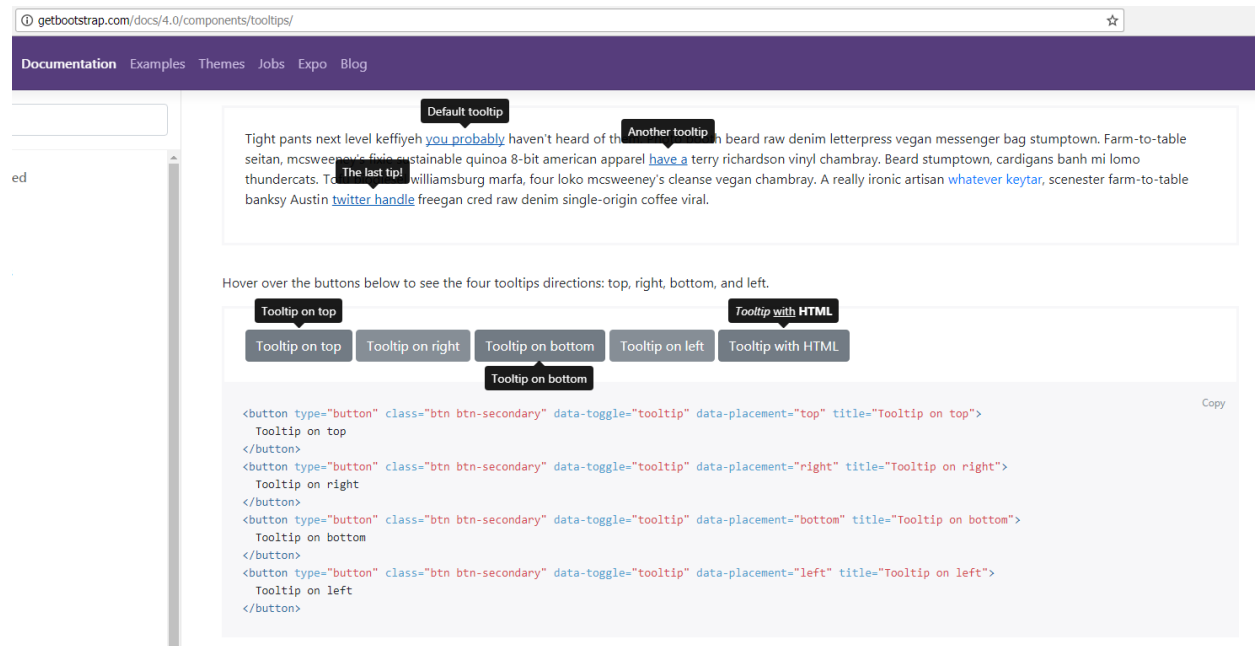 getbootstrap.com/docs/4.0/components/tooltips/
Documentation Examples Themes Jobs Expo Blog
Default tooltip
Another tooltip
Tight pants next level keffiyeh you probably haven't heard of beard raw denim letterpress vegan messenger bag stumptown. Farm-to-table
seitan, mcsweeney's fixie sustainable quinoa 8-bit american apparel have a terry richardson vinyl chambray. Beard stumptown, cardigans banh mi lomo
The last tip!
thundercats. williamsburg marfa, four loko mcsweeney's cleanse vegan chambray. A really ironic artisan whatever keytar, scenester farm-to-table
banksy Austin twitter handle freegan cred raw denim single-origin coffee viral.
ed
Hover over the buttons below to see the four tooltips directions: top, right, bottom, and left.
Tooltip on top
Tooltip with HTML
Tooltip on top Tooltip on right Tooltip on bottom Tooltip on left Tooltip with HTML
Tooltip on bottom
Copy
<button type="button" class="btn btn-secondary" data-toggle="tooltip" data-placement="top" title="Tooltip on top">
Tooltip on top
</button>
<button type="button" class="btn btn-secondary" data-toggle="tooltip" data-placement="right" title="Tooltip on right">
Tooltip on right
</button>
<button type="button" class="btn btn-secondary" data-toggle="tooltip" data-placement="bottom" title="Tooltip on bottom">
Tooltip on bottom
</button>
<button type="button" class="btn btn-secondary" data-toggle="tooltip" data-placement="left" title="Tooltip on left">
Tooltip on left
</button>